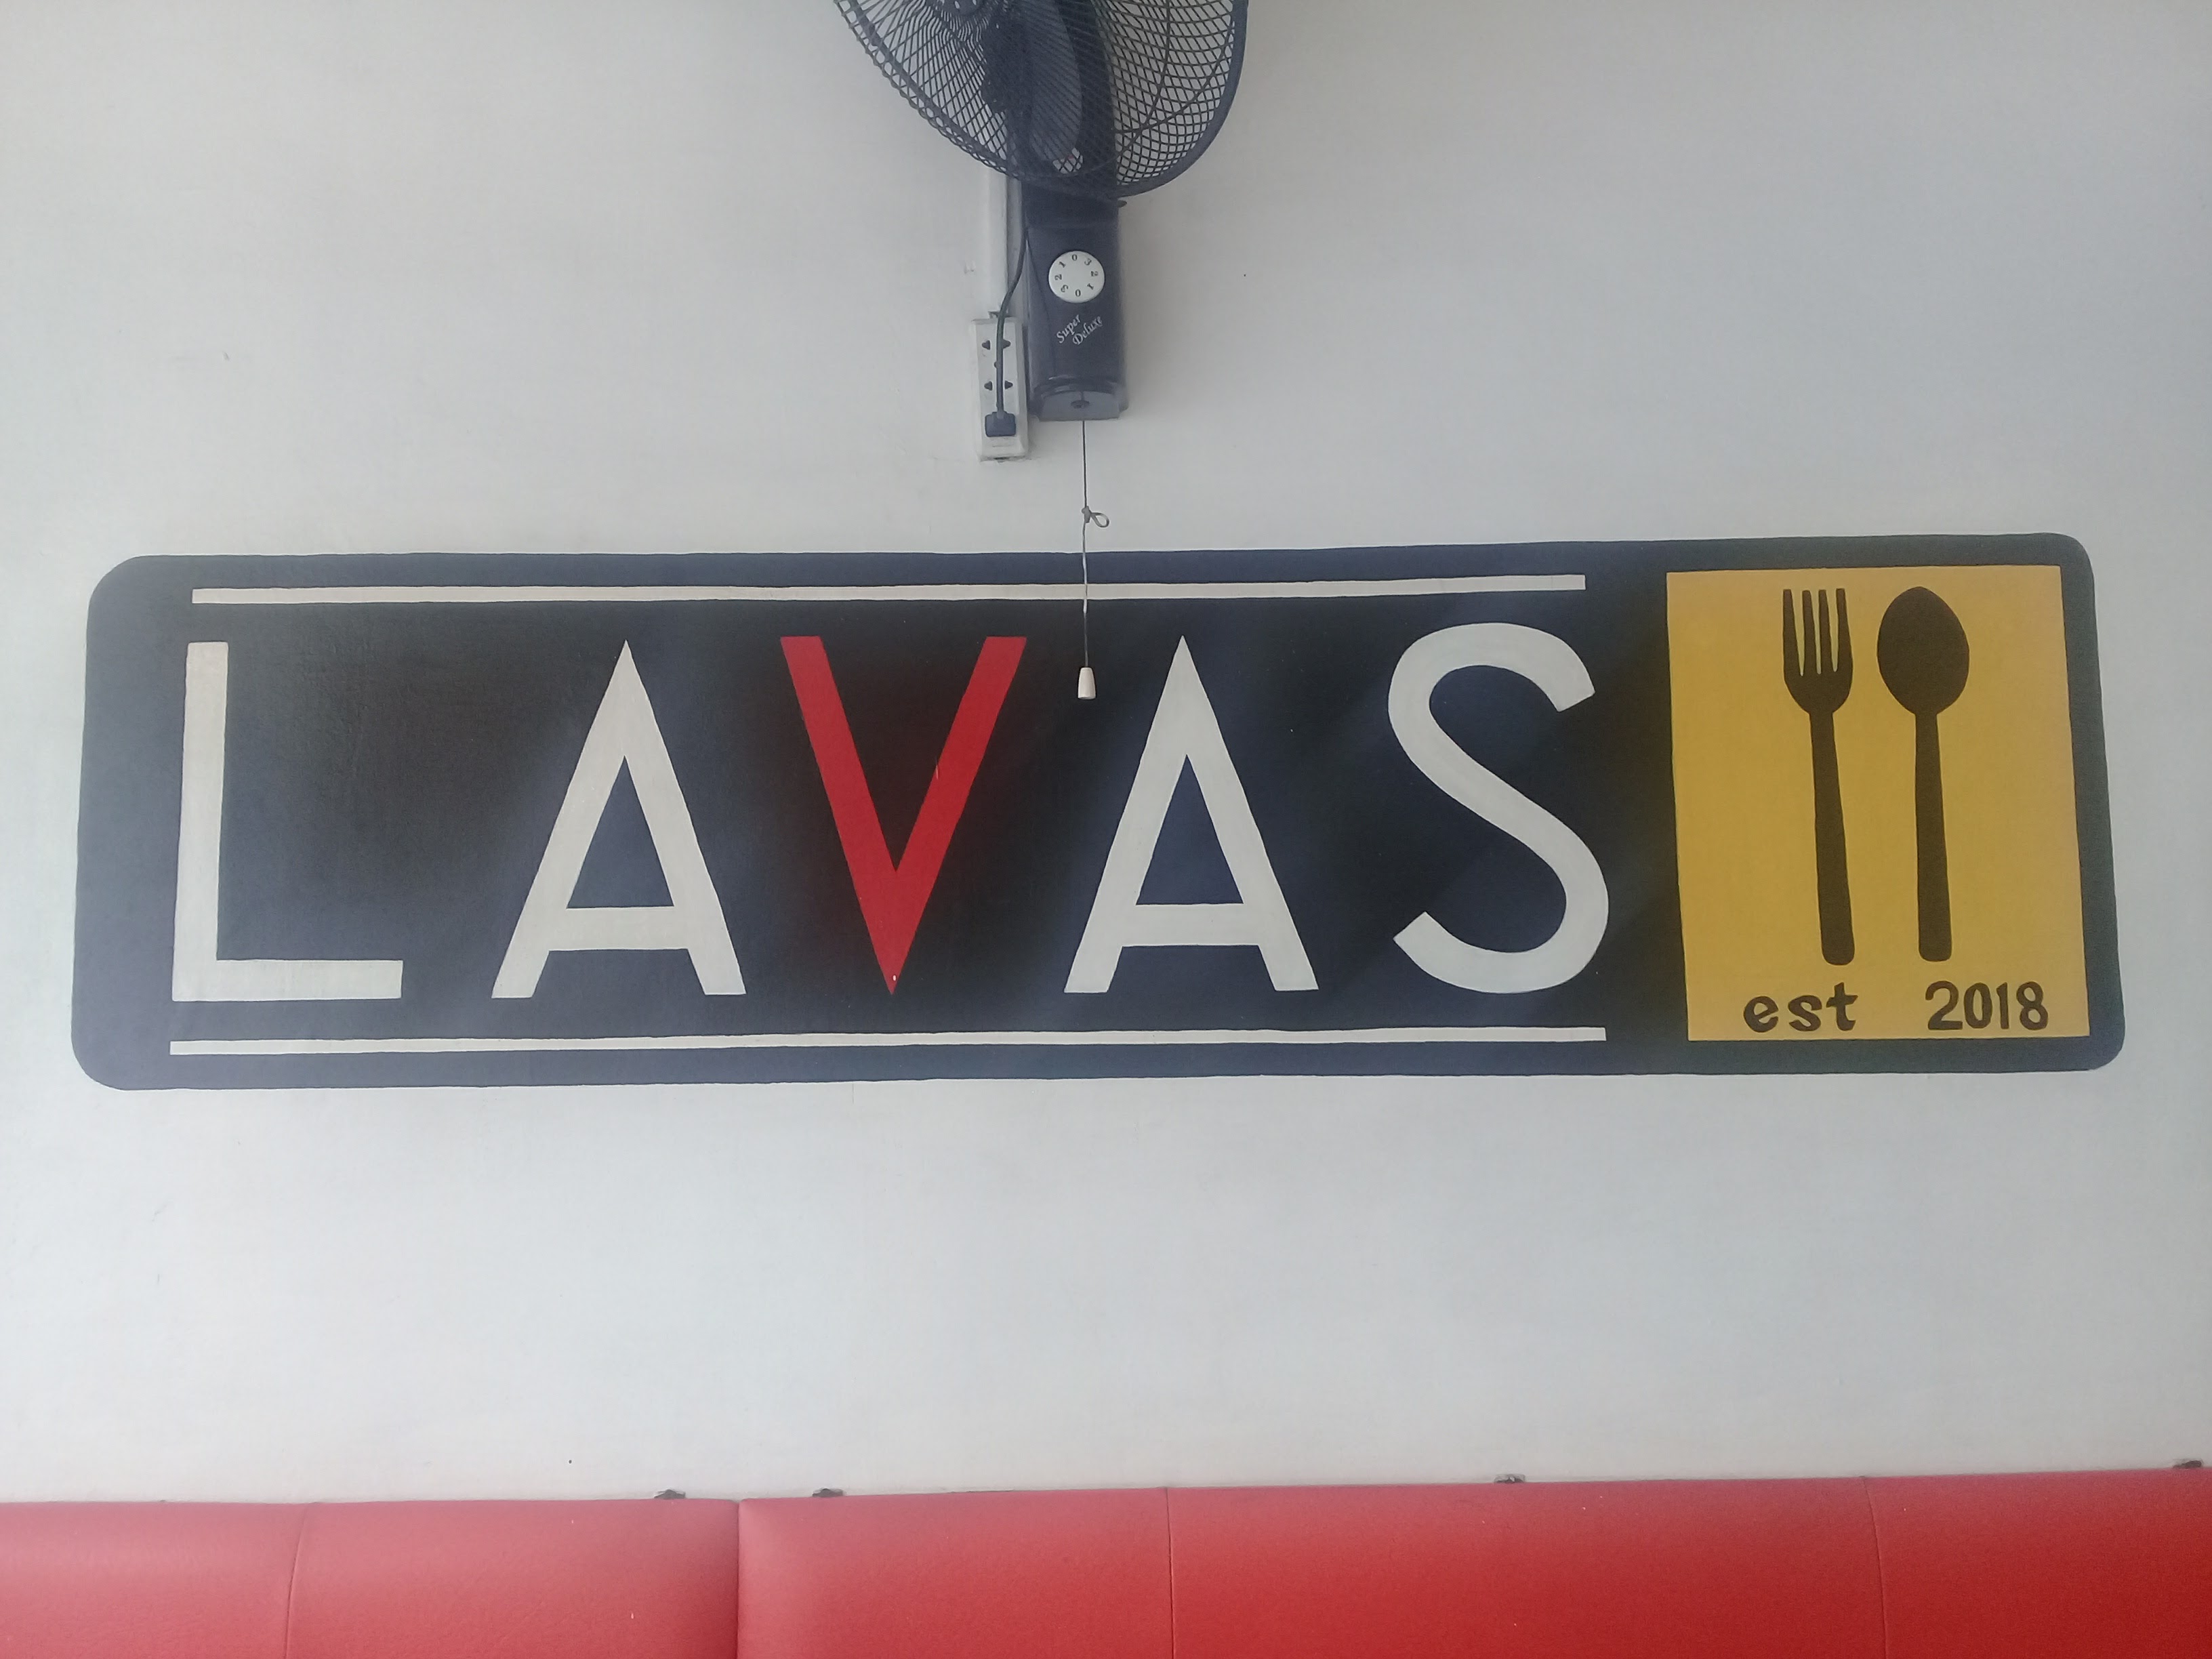 Super
Deluxe
LAVAS
est 2018